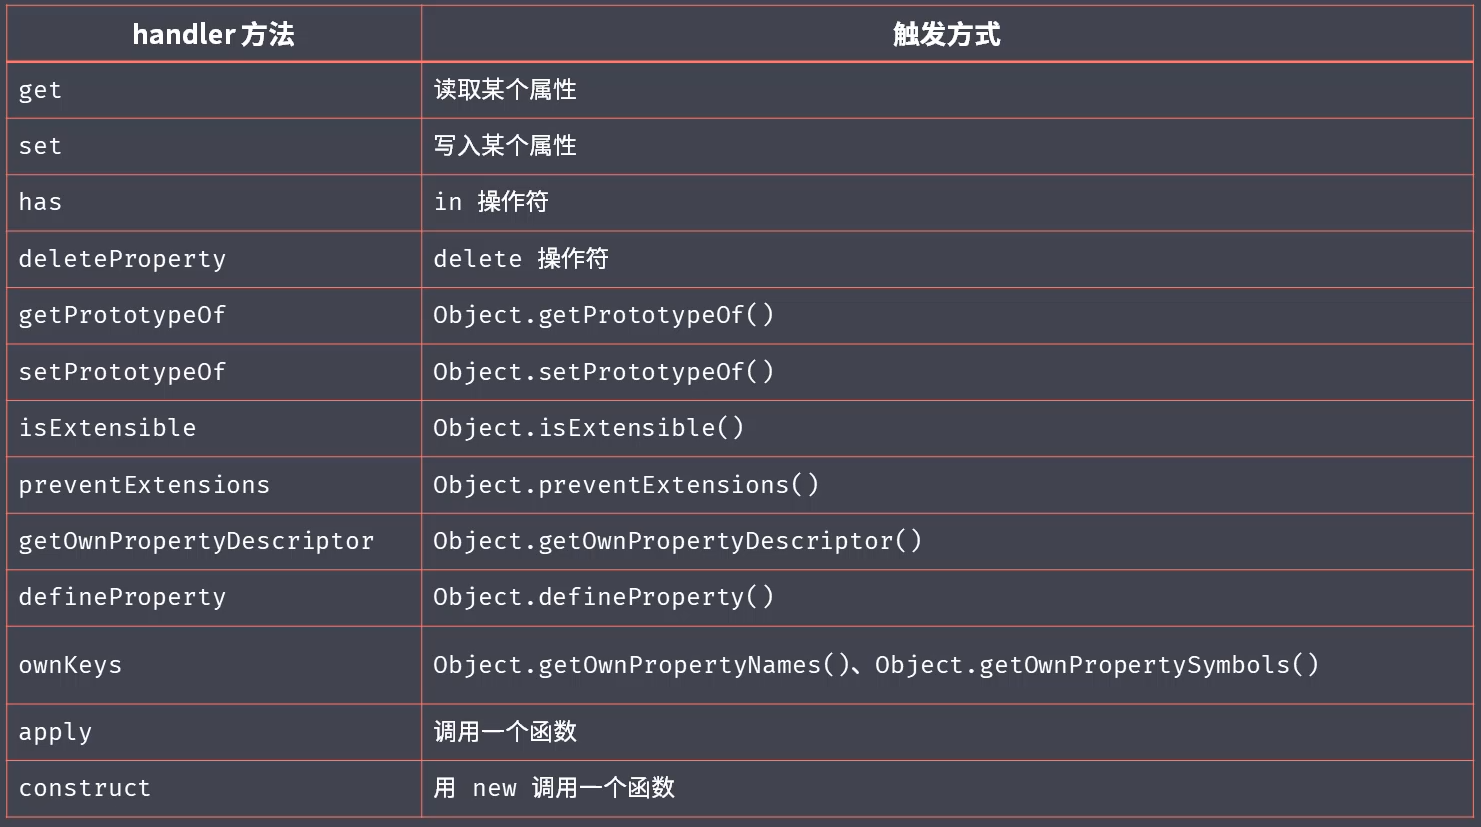 handler 方法 触发方式
get 读取某个属性
set 写入某个属性
has in 操作符
deleteProperty delete 操作符
getPrototypeOf Object.getPrototypeOf()
setPrototypeOf Object.setPrototypeOf()
isExtensible Object.isExtensible()
preventExtensions Object.preventExtensions()
getOwnPropertyDescriptor Object.getOwnPropertyDescriptor()
defineProperty Object.defineProperty()
ownKeys Object.getOwnPropertyNames()、Object.getOwnPropertySymbols()
apply 调用一个函数
construct 用 new 调用一个函数